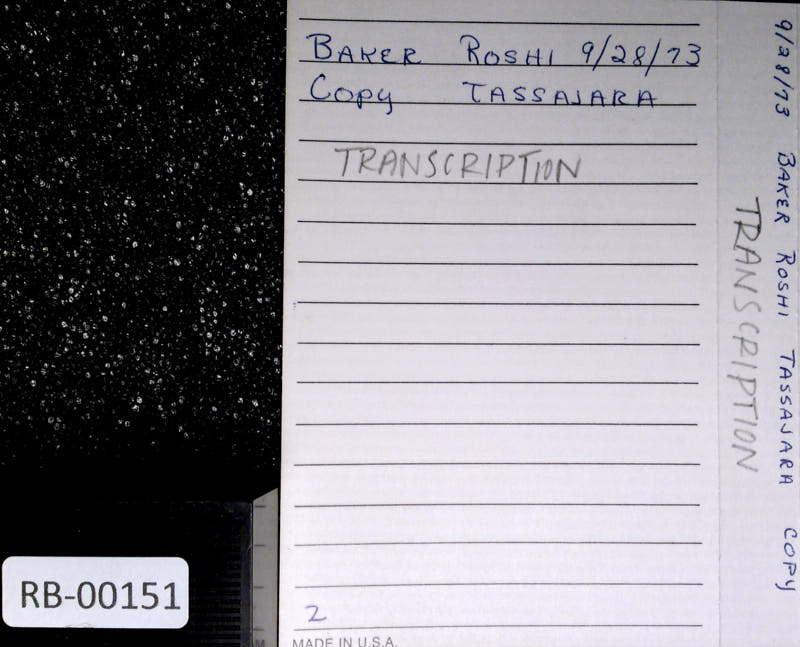 BAKER ROSHI 9/28/73
Copy TASSAJARA
TRANSCRIPTION
2
MADE IN U.S.A.
9/28/73 BAKER ROSHI TASSAJARA COPY
TRANSCRIPTION
RB-00151
M